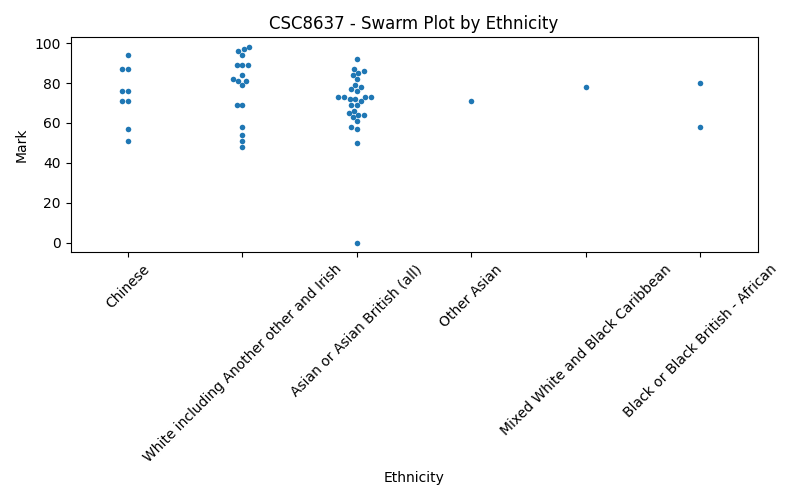 CSC8637 - Swarm Plot by Ethnicity
Mark
100
80
60
40
20
0
Chinese
White including Another other and Irish
Asian or Asian British (all)
Other Asian
Mixed White and Black Caribbean
Black or Black British - African
Ethnicity